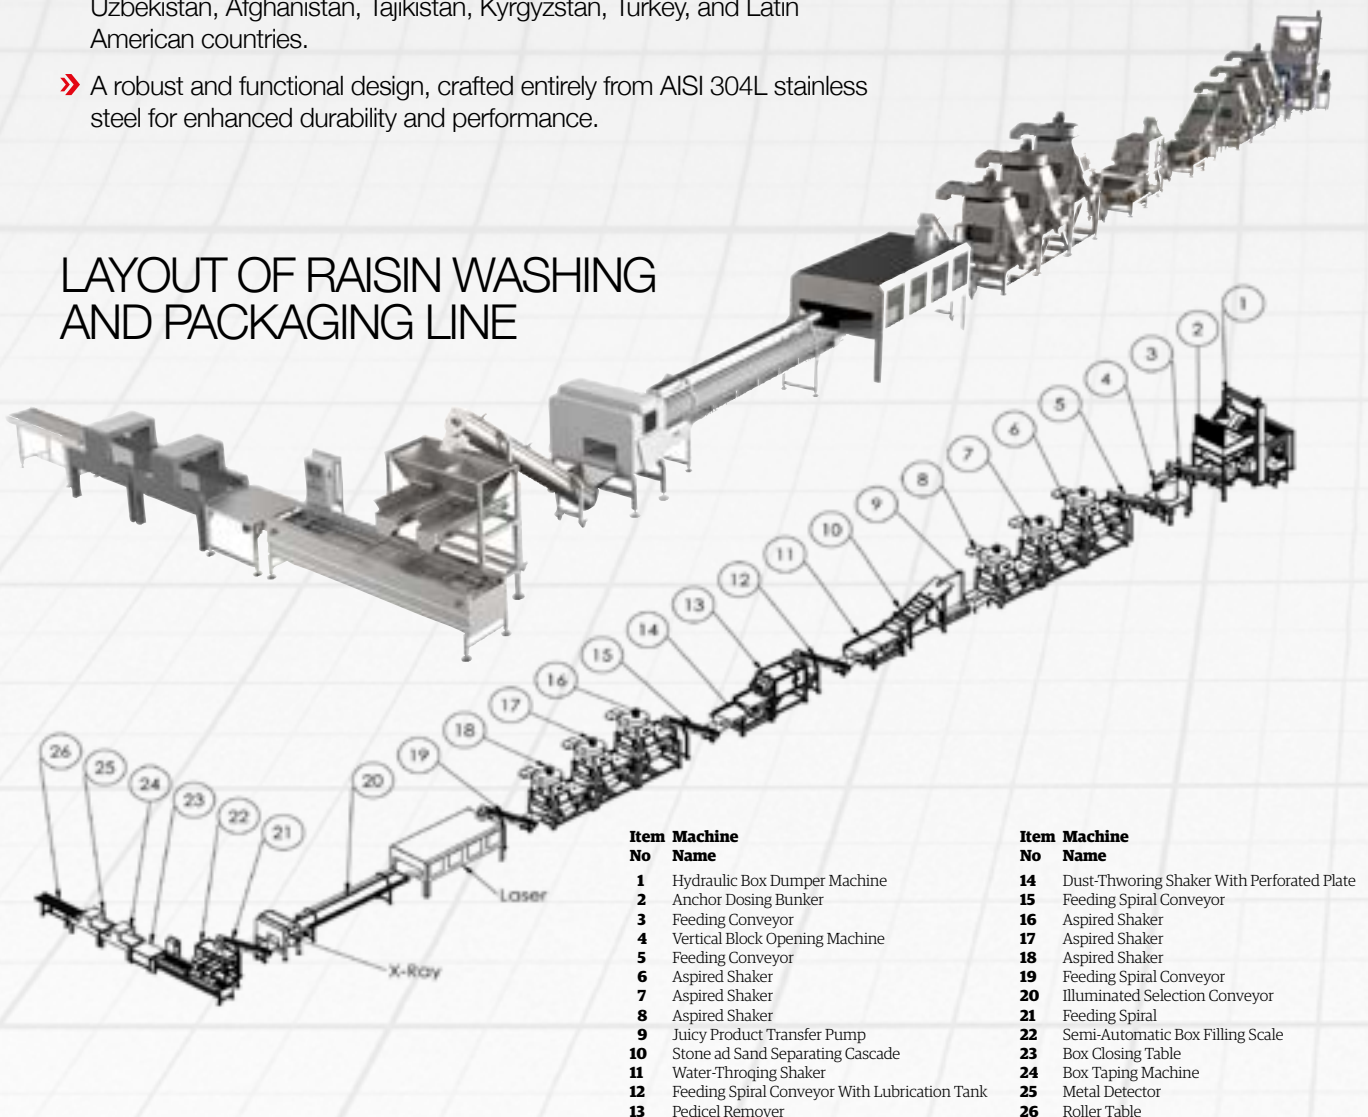 Uzbekistan, Afghanistan, Tajikistan, Kyrgyzstan, Turkey, and Latin
American countries.
A robust and functional design, crafted entirely from AISI 304L stainless
steel for enhanced durability and performance.
LAYOUT OF RAISIN WASHING
AND PACKAGING LINE
1
2
3
4
5
6
7
8
9
10
11
12
13
14
15
16
17
18
19
20
21
22
23
24
25
26
Laser
X-Ray
Item Machine
No Name
1 Hydraulic Box Dumper Machine
2 Anchor Dosing Bunker
3 Feeding Conveyor
4 Vertical Block Opening Machine
5 Feeding Conveyor
6 Aspired Shaker
7 Aspired Shaker
8 Aspired Shaker
9 Juicy Product Transfer Pump
10 Stone ad Sand Separating Cascade
11 Water-Throqing Shaker
12 Feeding Spiral Conveyor With Lubrication Tank
13 Pedicel Remover
Item Machine
No Name
14 Dust-Thworing Shaker With Perforated Plate
15 Feeding Spiral Conveyor
16 Aspired Shaker
17 Aspired Shaker
18 Aspired Shaker
19 Feeding Spiral Conveyor
20 Illuminated Selection Conveyor
21 Feeding Spiral
22 Semi-Automatic Box Filling Scale
23 Box Closing Table
24 Box Taping Machine
25 Metal Detector
26 Roller Table